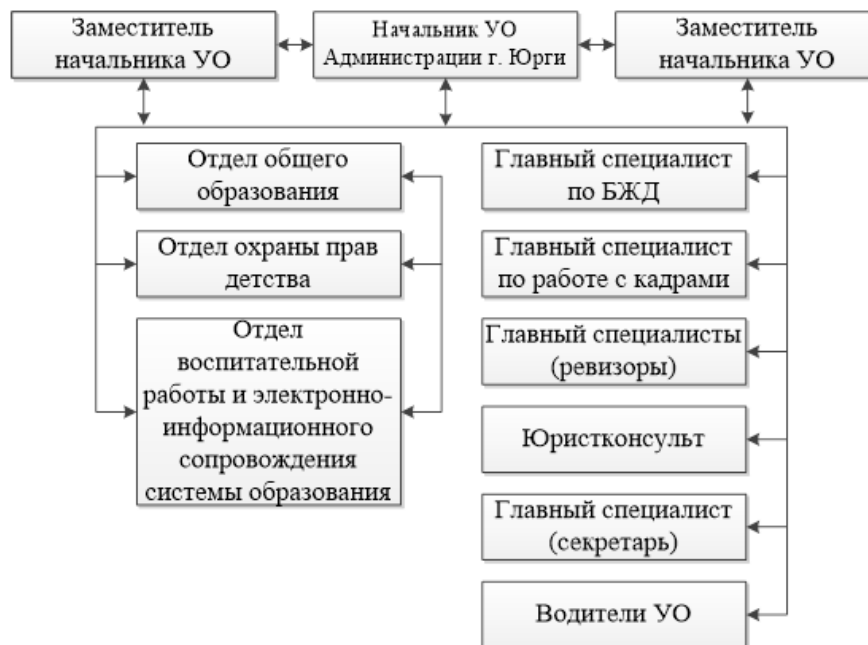 Заместитель
начальника УО
Начальник УО
Администрации г. Юрги
Заместитель
начальника УО
Отдел общего
образования
Отдел охраны прав
детства
Отдел
воспитательной
работы и электронно-
информационного
сопровождения
системы образования
Главный специалист
по БЖД
Главный специалист
по работе с кадрами
Главный специалисты
(ревизоры)
Юристконсульт
Главный специалист
(секретарь)
Водители УО